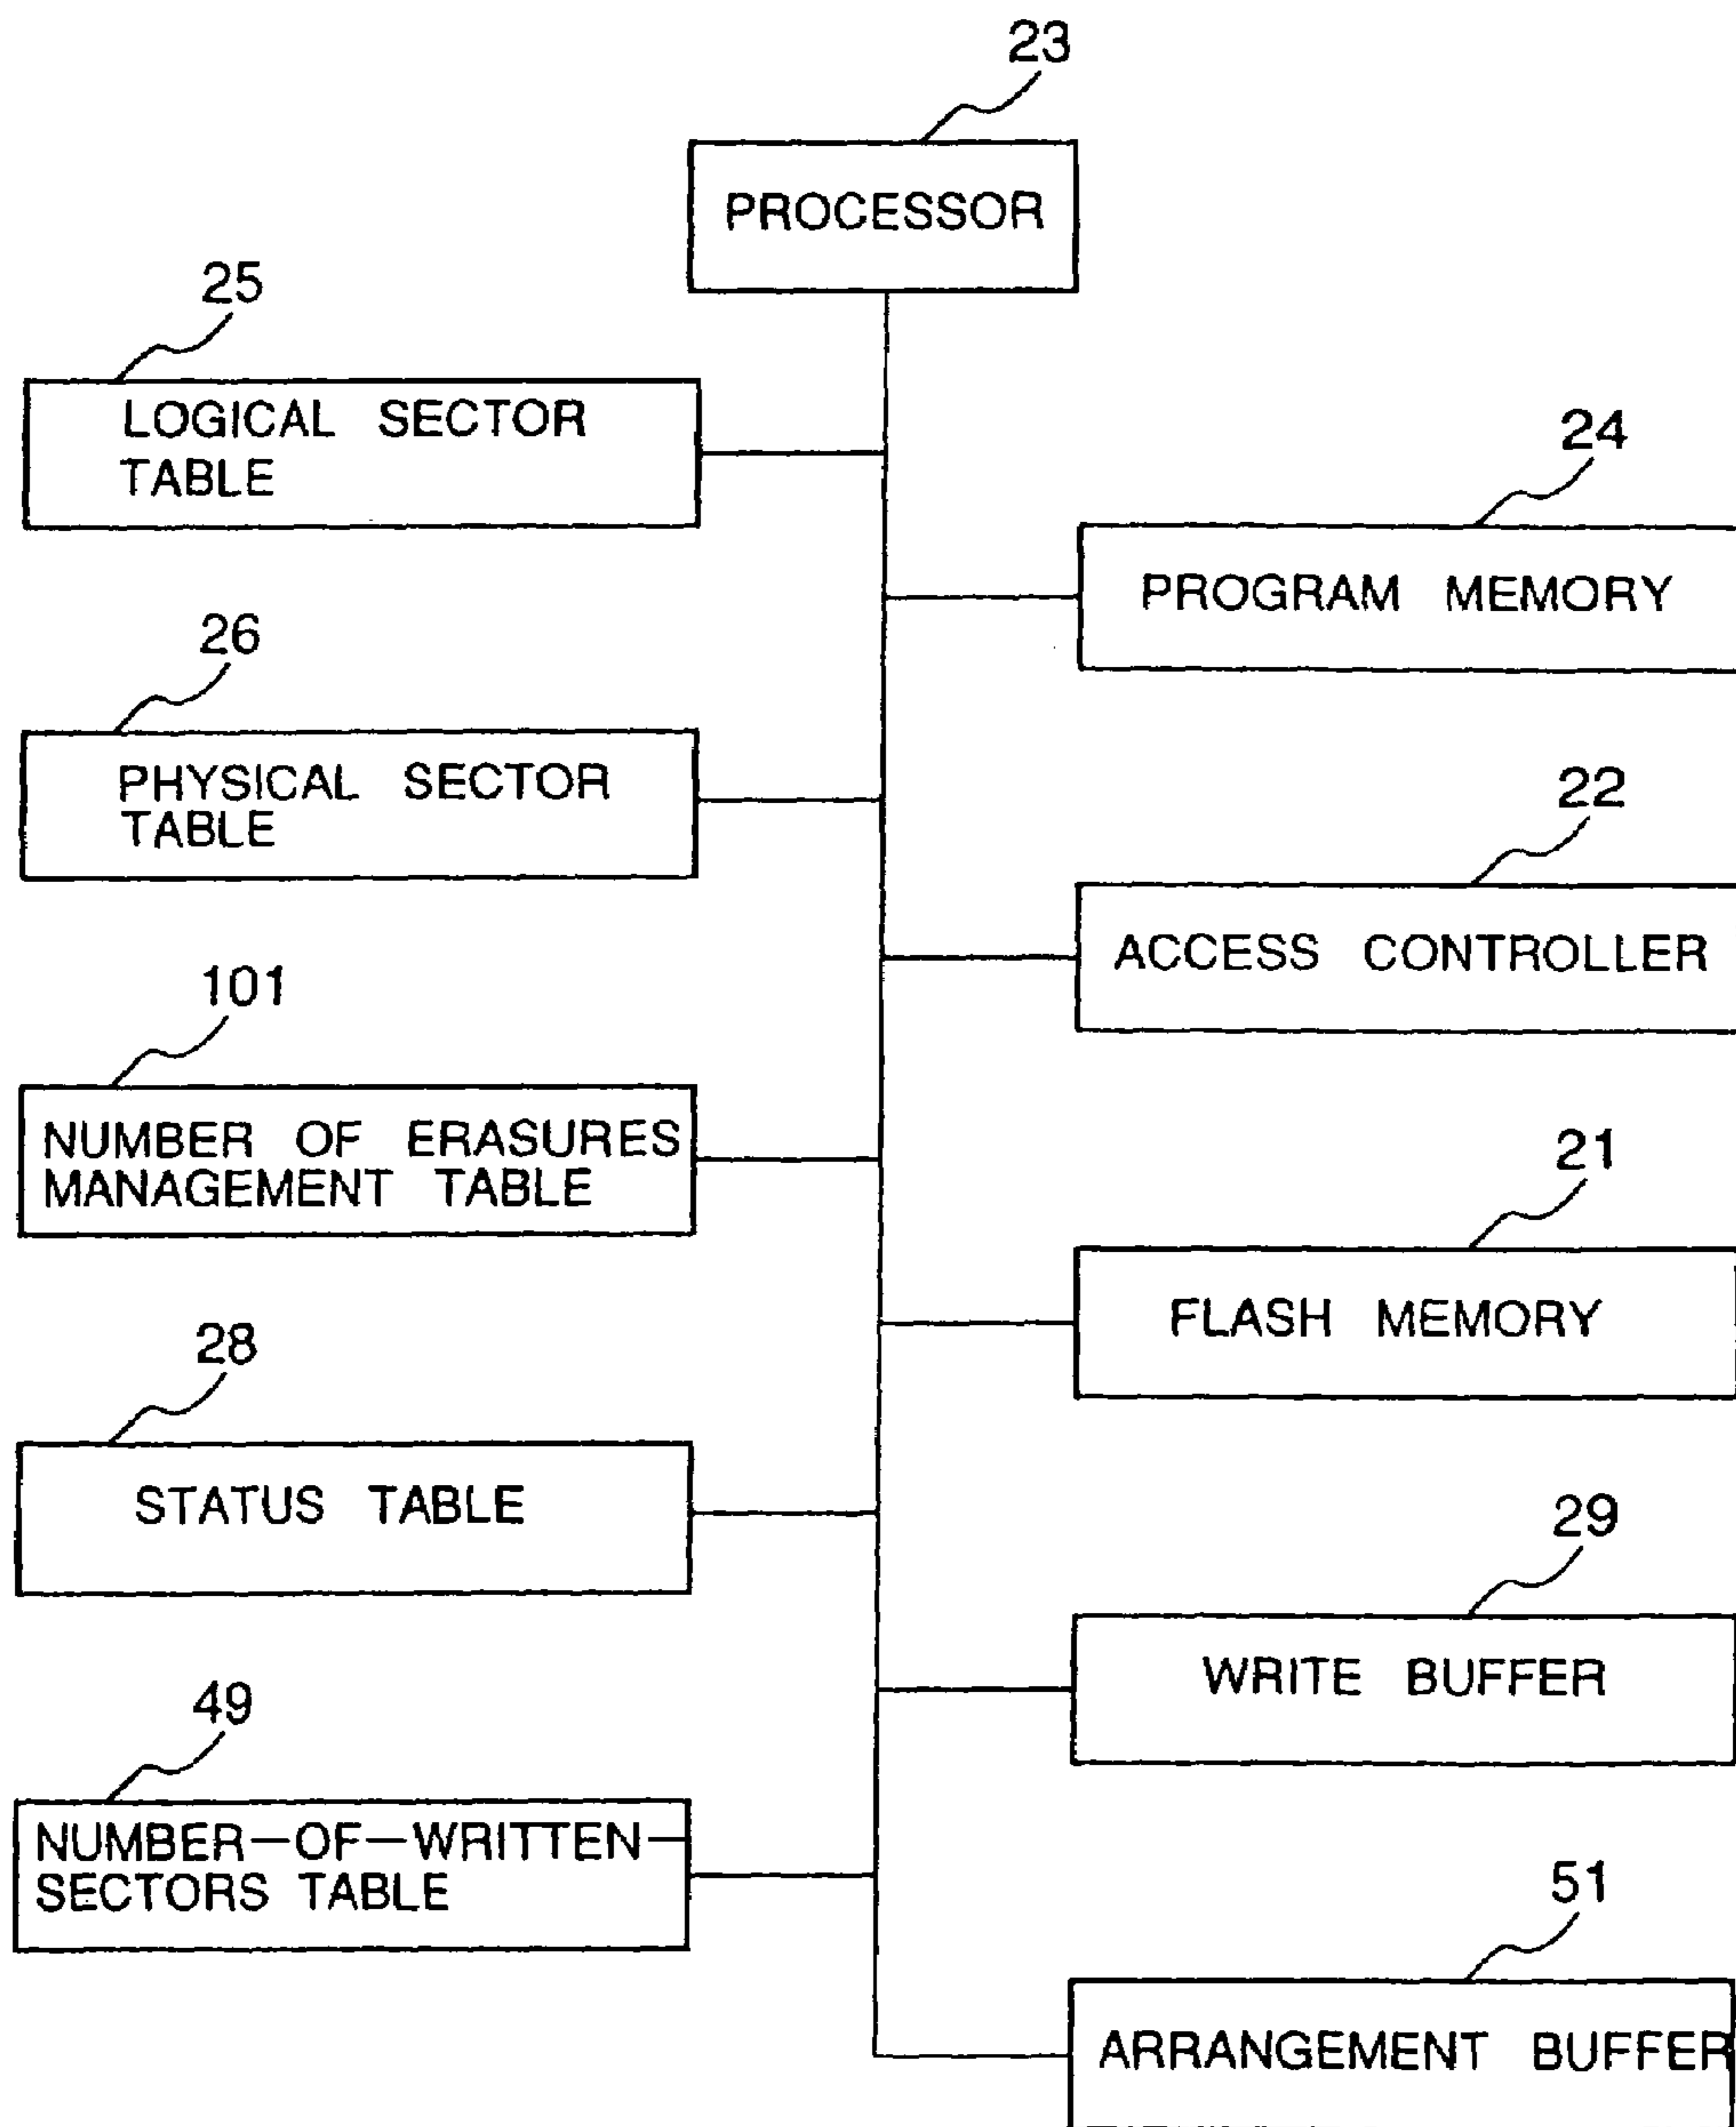 23
PROCESSOR
25
LOGICAL SECTOR
TABLE
24
PROGRAM MEMORY
26
PHYSICAL SECTOR
TABLE
22
ACCESS CONTROLLER
101
NUMBER OF ERASURES
MANAGEMENT TABLE
21
FLASH MEMORY
28
STATUS TABLE
29
WRITE BUFFER
49
NUMBER-OF-WRITTEN-
SECTORS TABLE
51
ARRANGEMENT BUFFER